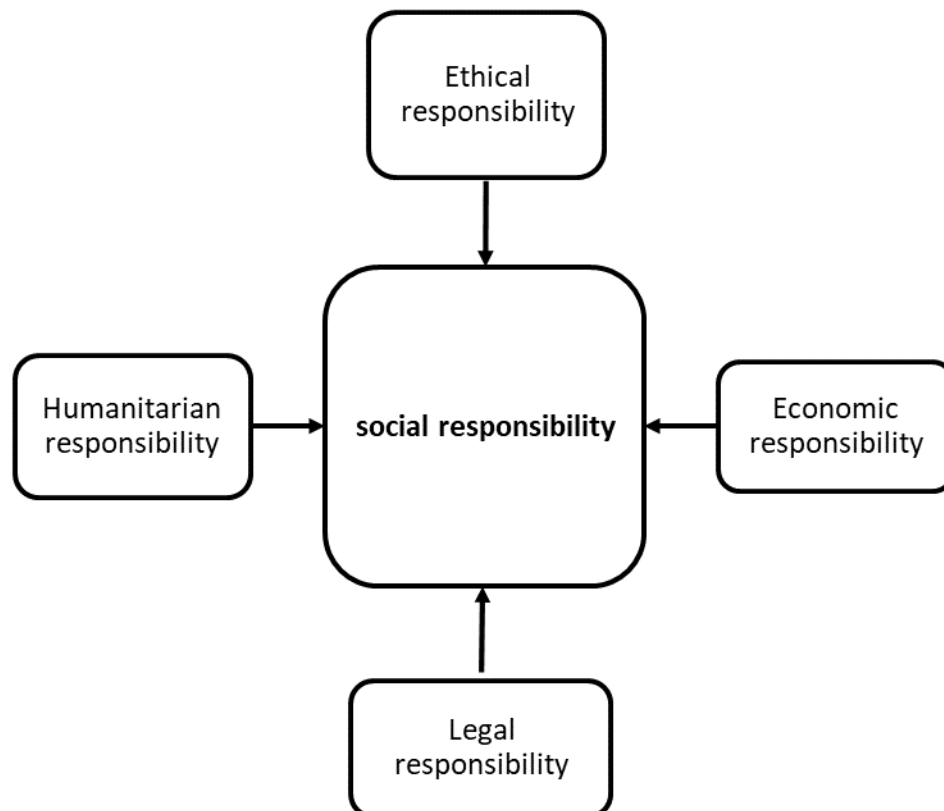 Ethical
responsibility
Humanitarian
responsibility
social responsibility
Economic
responsibility
Legal
responsibility